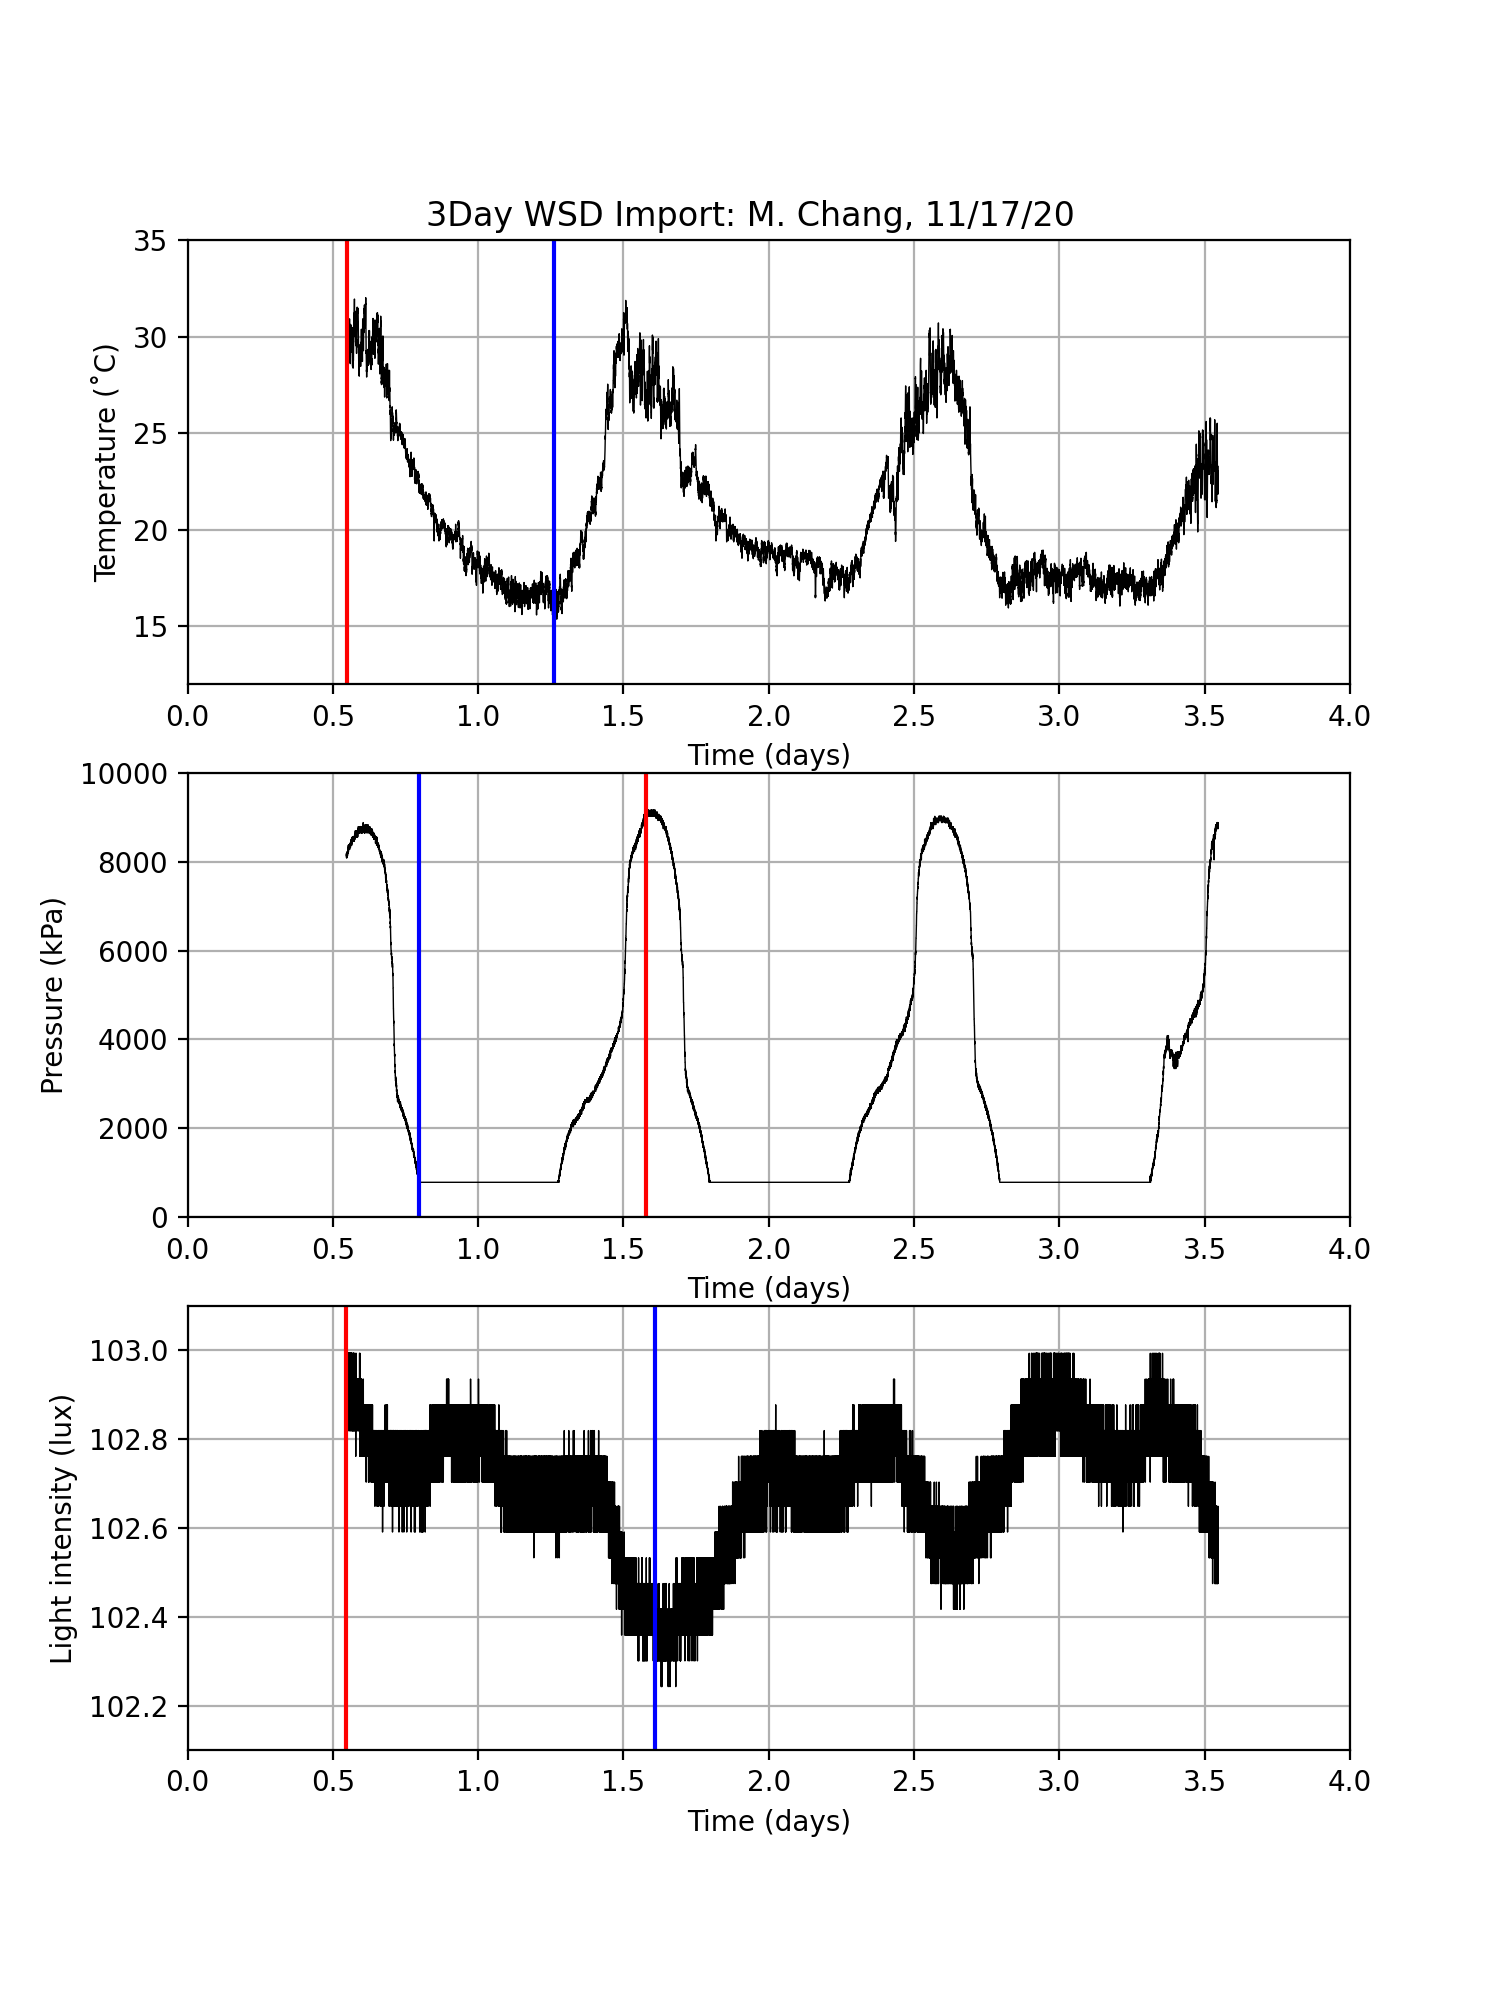 3Day WSD Import: M. Chang, 11/17/20
35
30
25
20
15
Temperature (˚C)
0.0 0.5 1.0 1.5 2.0 2.5 3.0 3.5 4.0
Time (days)
10000
8000
6000
4000
2000
0
Pressure (kPa)
0.0 0.5 1.0 1.5 2.0 2.5 3.0 3.5 4.0
Time (days)
103.0
102.8
102.6
102.4
102.2
Light intensity (lux)
0.0 0.5 1.0 1.5 2.0 2.5 3.0 3.5 4.0
Time (days)